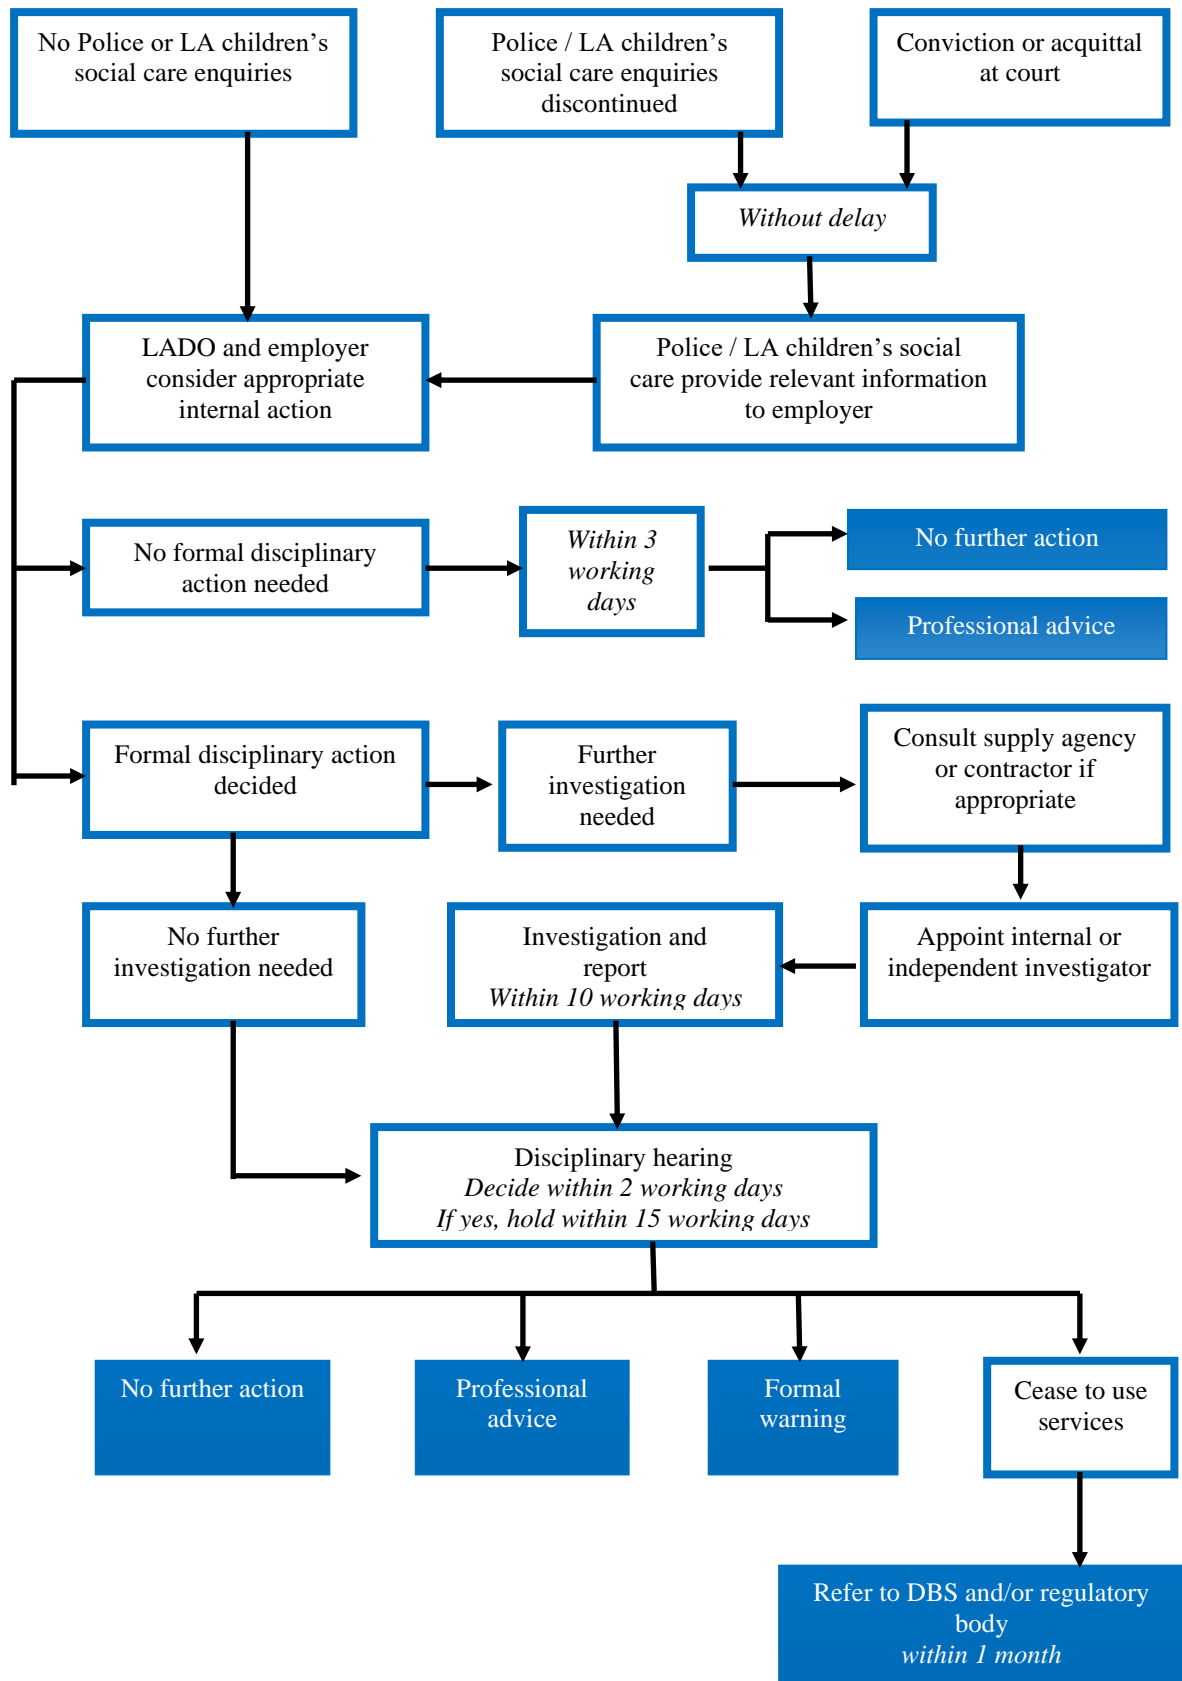 No Police or LA children's
social care enquiries
Police / LA children's
social care enquiries
discontinued
Conviction or acquittal
at court
Without delay
LADO and employer
consider appropriate
internal action
Police / LA children's social
care provide relevant information
to employer
No formal disciplinary
action needed
Within 3
working
days
No further action
Professional advice
Formal disciplinary action
decided
Further
investigation
needed
Consult supply agency
or contractor if
appropriate
No further
investigation needed
Investigation and
report
Within 10 working days
Appoint internal or
independent investigator
Disciplinary hearing
Decide within 2 working days
If yes, hold within 15 working days
No further action
Professional
advice
Formal
warning
Cease to use
services
Refer to DBS and/or regulatory
body
within 1 month